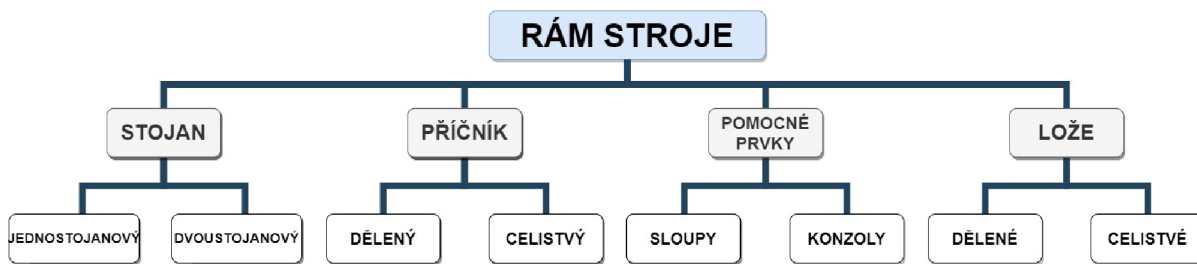 RÁM STROJE
STOJAN
PŘÍČNÍK
POMOCNÉ
PRVKY
LOŽE
JEDNOSTOJANOVÝ
DVOUSTOJANOVÝ
DĚLENÝ
CELISTVÝ
SLOUPY
KONZOLY
DĚLENÉ
CELISTVÉ